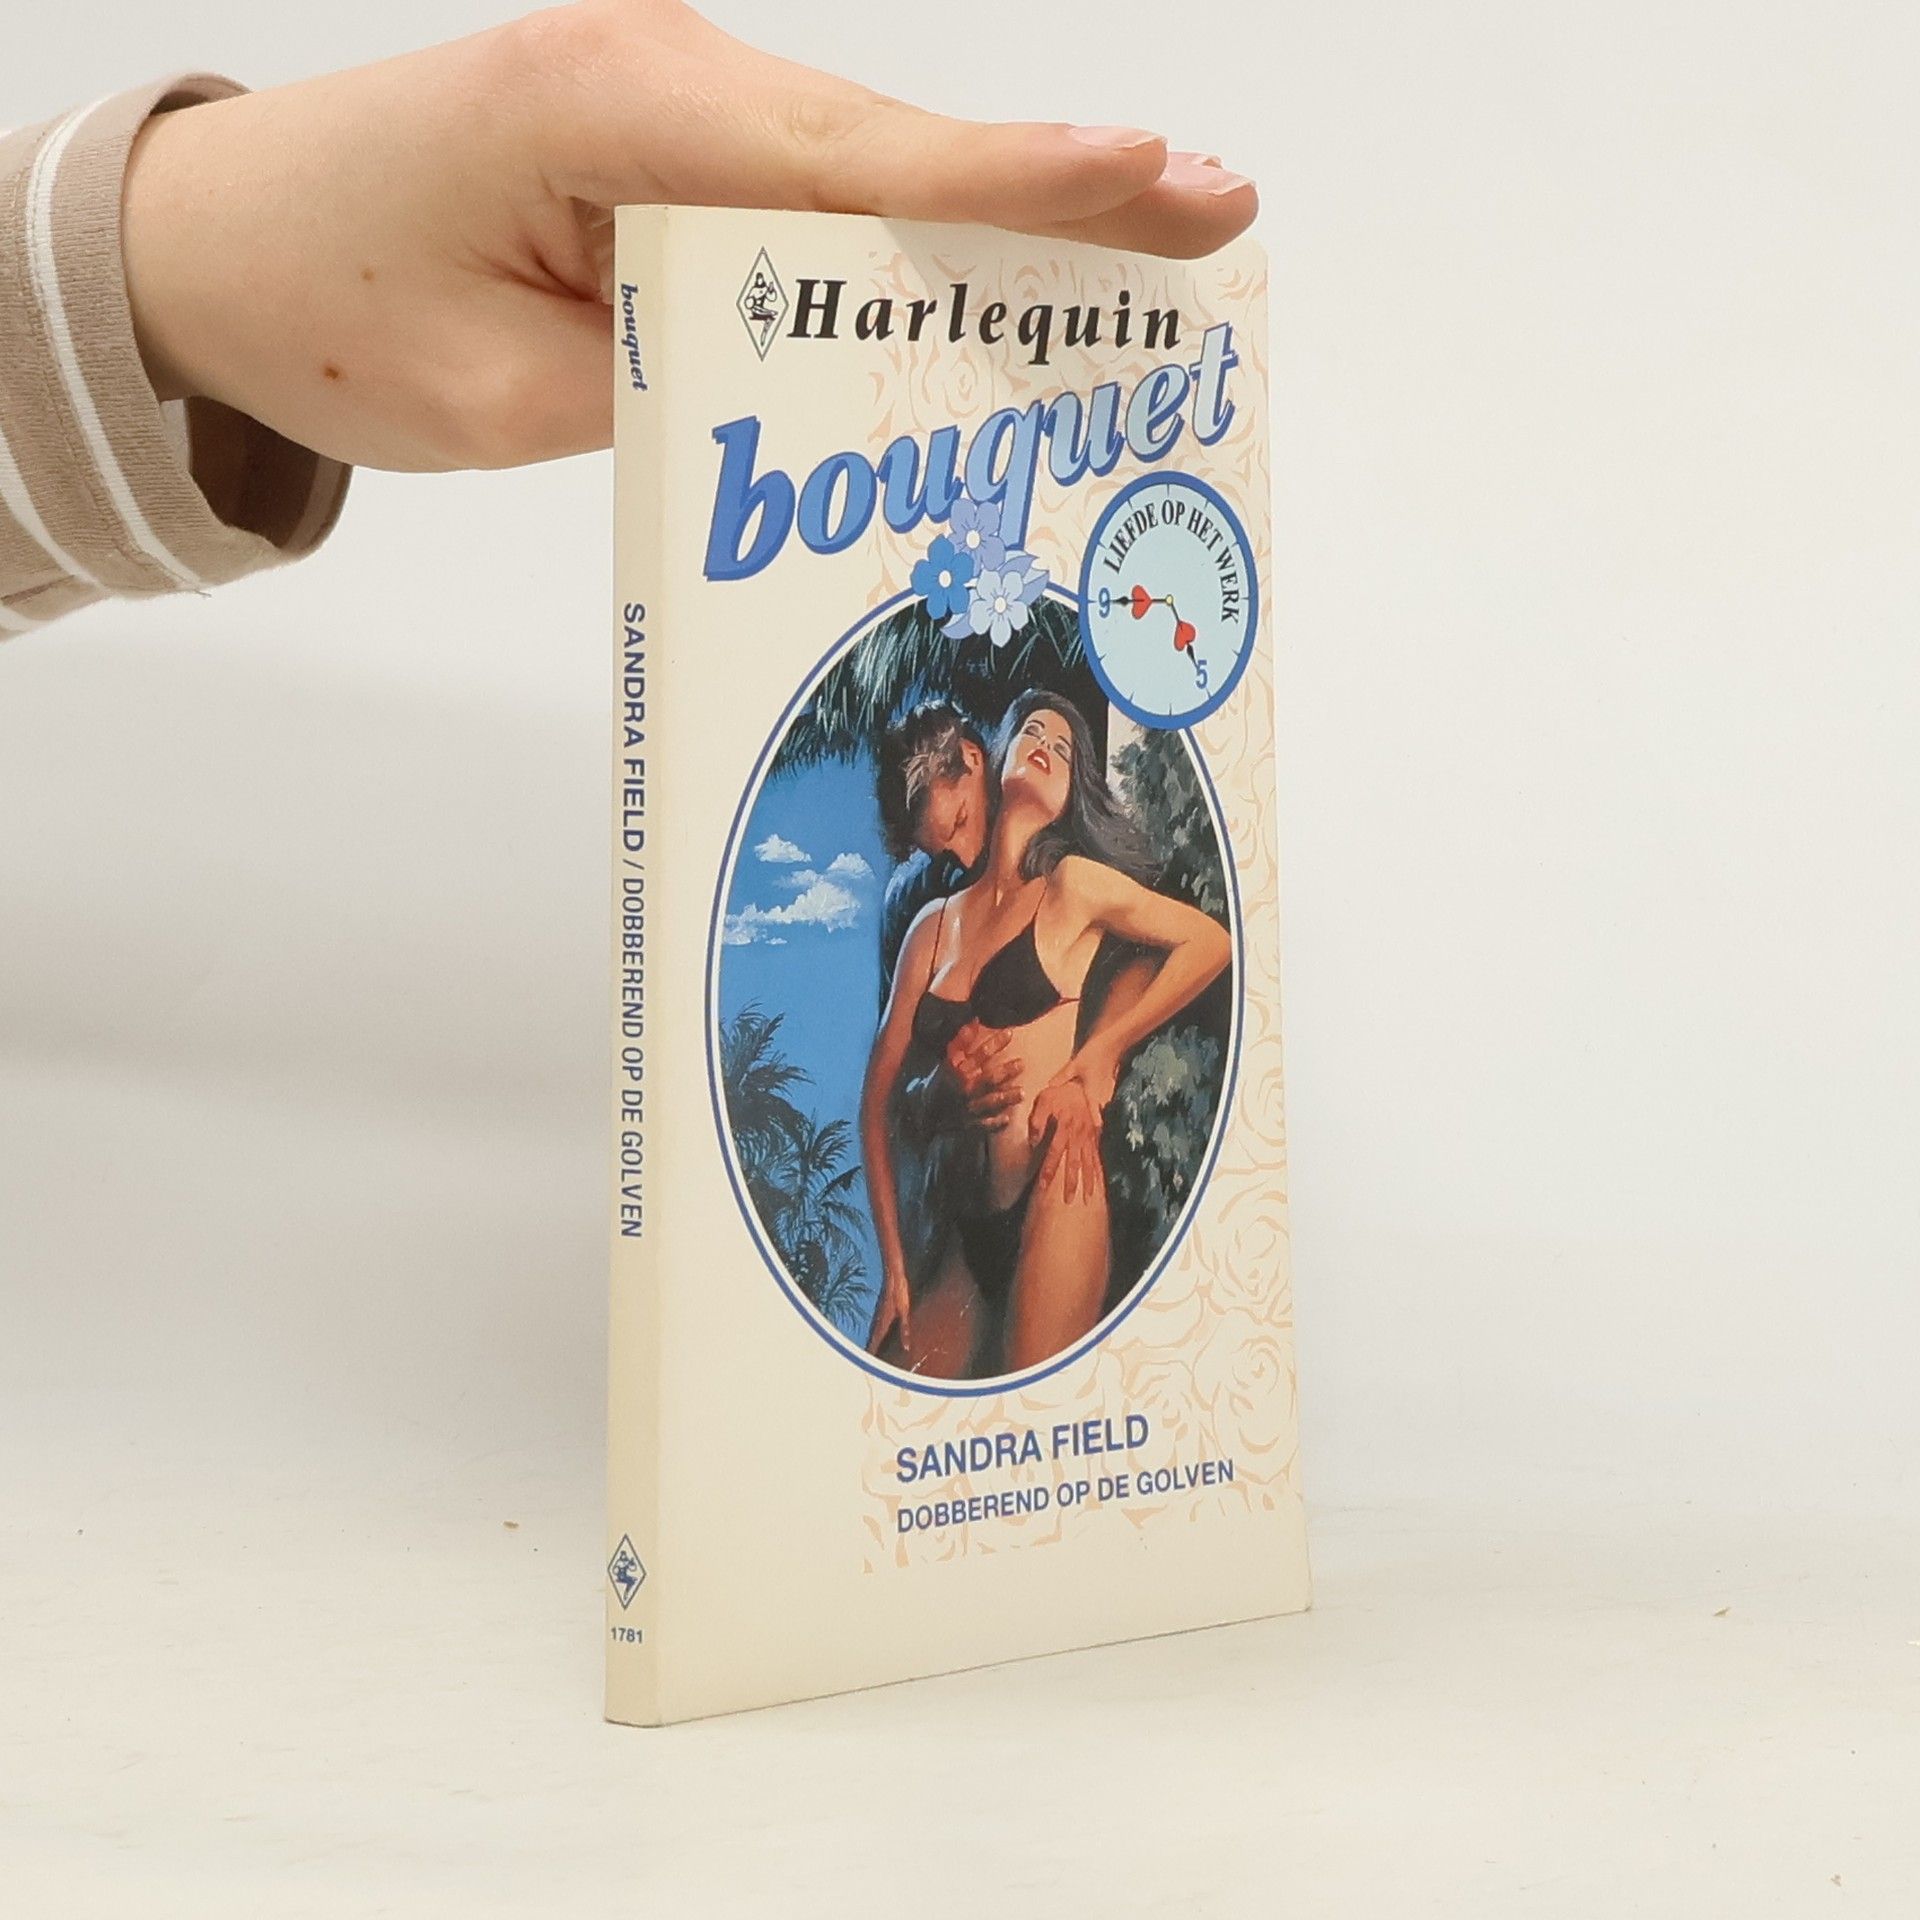 Harlequin
bouquet
LIEFDE OP HET WERK
9
5
SANDRA FIELD
DOBBEREND OP DE GOLVEN
bouquet
SANDRA FIELD / DOBBEREND OP DE GOLVEN
1781